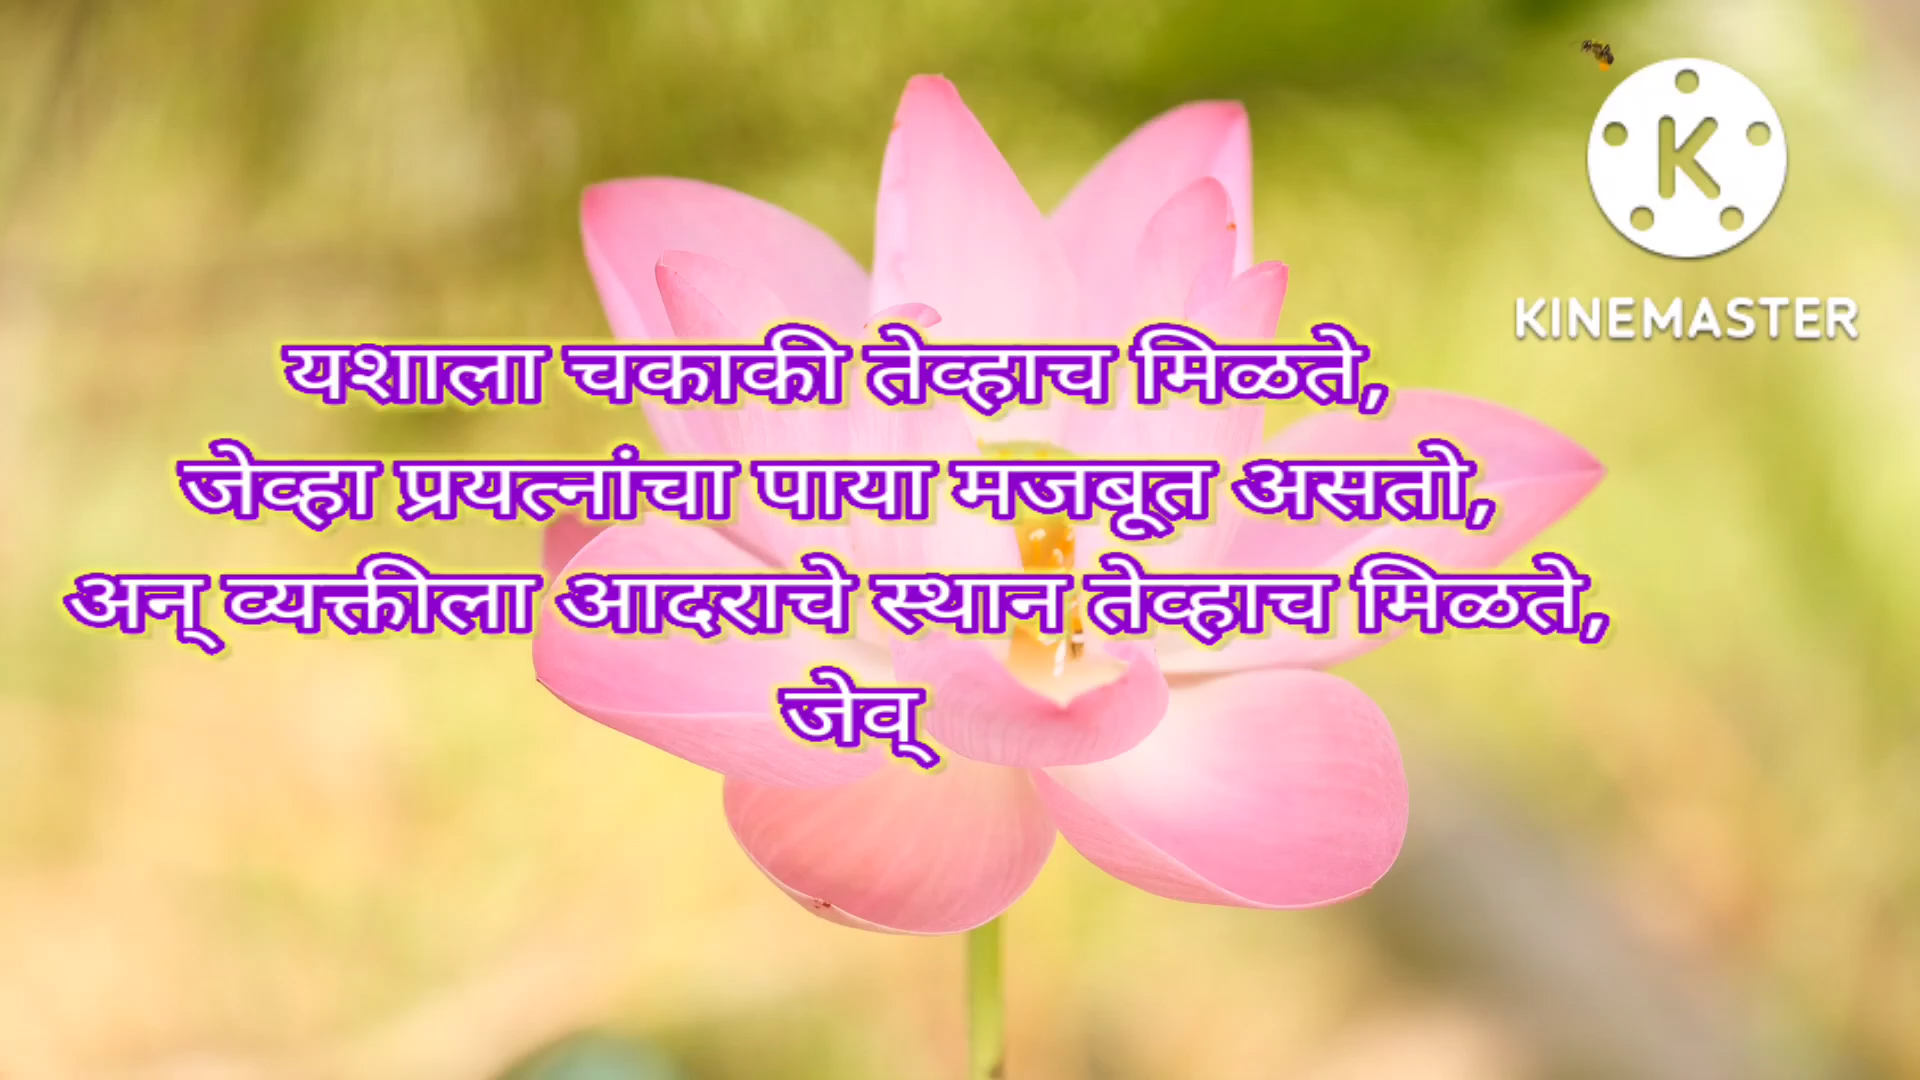 KINEMASTER
यशाला चकाकी तेव्हाच मिळते,
जेव्हा प्रयत्नांचा पाया मजबूत असतो,
अन् व्यक्तीला आदराचे स्थान तेव्हाच मिळते,
जेव्